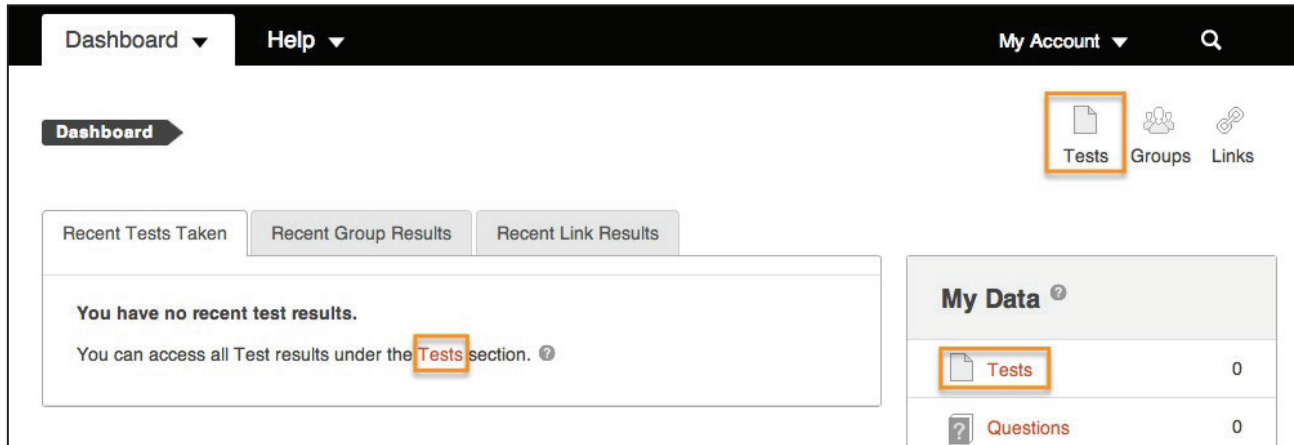 Dashboard Help My Account
Dashboard
Tests Groups Links
Recent Tests Taken Recent Group Results Recent Link Results
You have no recent test results.
You can access all Test results under the Tests section. ?
My Data ?
Tests 0
? Questions 0